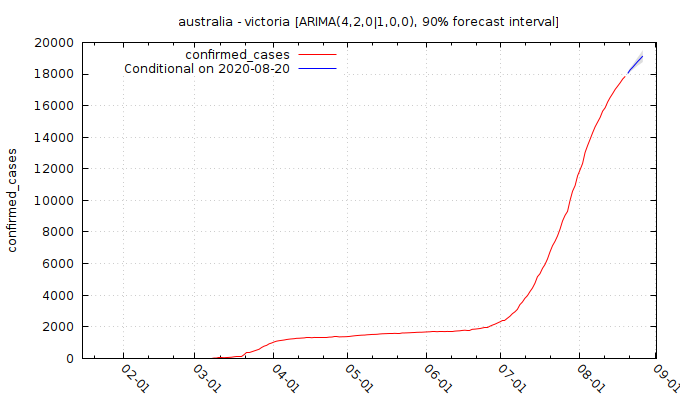 australia - victoria [ARIMA(4,2,0|1,0,0), 90% forecast interval]
confirmed_cases
Conditional on 2020-08-20
confirmed_cases
20000
18000
16000
14000
12000
10000
8000
6000
4000
2000
0
02-01 03-01 04-01 05-01 06-01 07-01 08-01 09-01